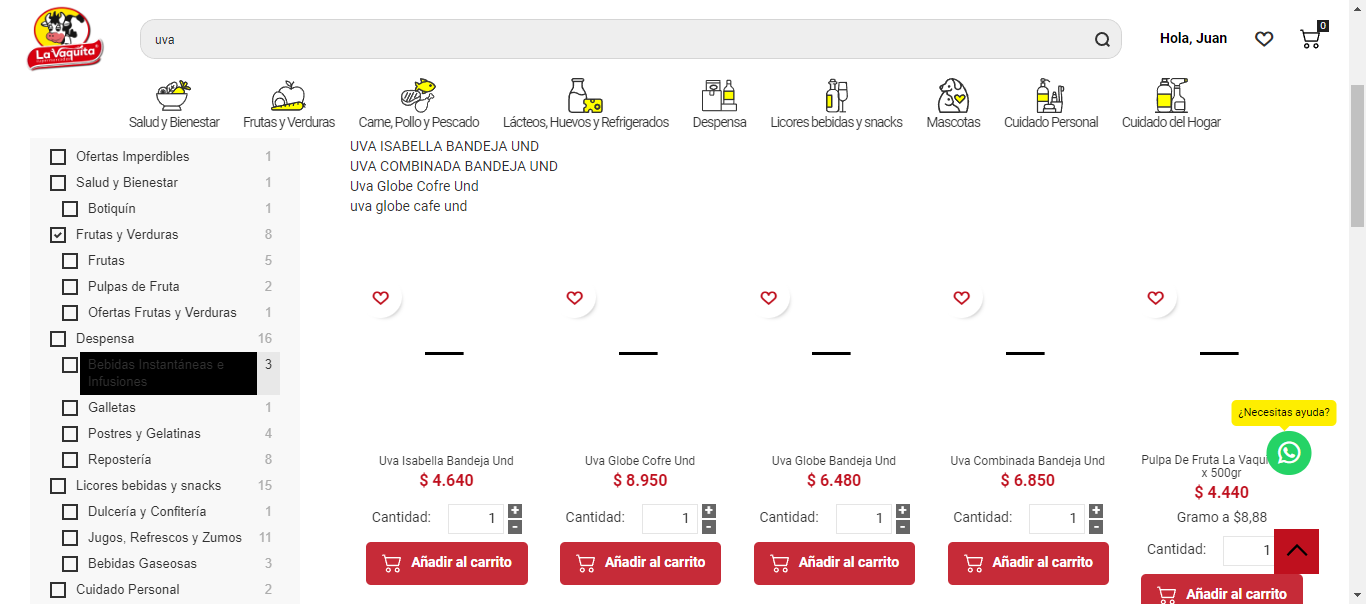 La Vaquita
uva
Hola, Juan
0
Salud y Bienestar
Frutas y Verduras
Carne, Pollo y Pescado
Lácteos, Huevos y Refrigerados
Despensa
Licores bebidas y snacks
Mascotas
Cuidado Personal
Cuidado del Hogar
Ofertas Imperdibles 1
Salud y Bienestar 1
Botiquín 1
Frutas y Verduras 8
Frutas 5
Pulpas de Fruta 2
Ofertas Frutas y Verduras 1
Despensa 16
Bebidas Instantáneas e 3
Infusiones
Galletas 1
Postres y Gelatinas 4
Repostería 8
Licores bebidas y snacks 15
Dulcería y Confitería 1
Jugos, Refrescos y Zumos 11
Bebidas Gaseosas 3
Cuidado Personal 2
UVA ISABELLA BANDEJA UND
UVA COMBINADA BANDEJA UND
Uva Globe Cofre Und
uva globe cafe und
Uva Isabella Bandeja Und
$ 4.640
Cantidad: 1 + -
Añadir al carrito
Uva Globe Cofre Und
$ 8.950
Cantidad: 1 + -
Añadir al carrito
Uva Globe Bandeja Und
$ 6.480
Cantidad: 1 + -
Añadir al carrito
Uva Combinada Bandeja Und
$ 6.850
Cantidad: 1 + -
Añadir al carrito
Pulpa De Fruta La Vaqui
x 500gr
$ 4.440
Gramo a $8,88
Cantidad: 1
Añadir al carrito
¿Necesitas ayuda?